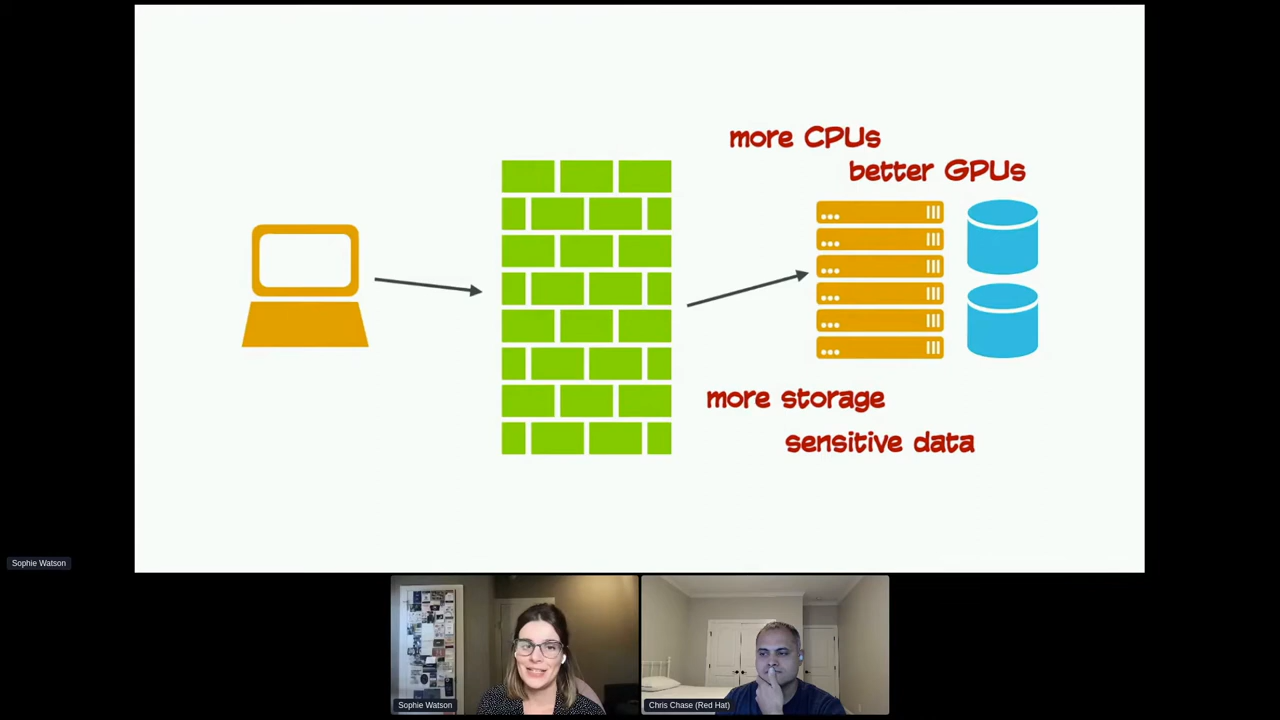 more CPUs
better GPUs
more storage
sensitive data
Sophie Watson
Sophie Watson
Chris Chase (Red Hat)